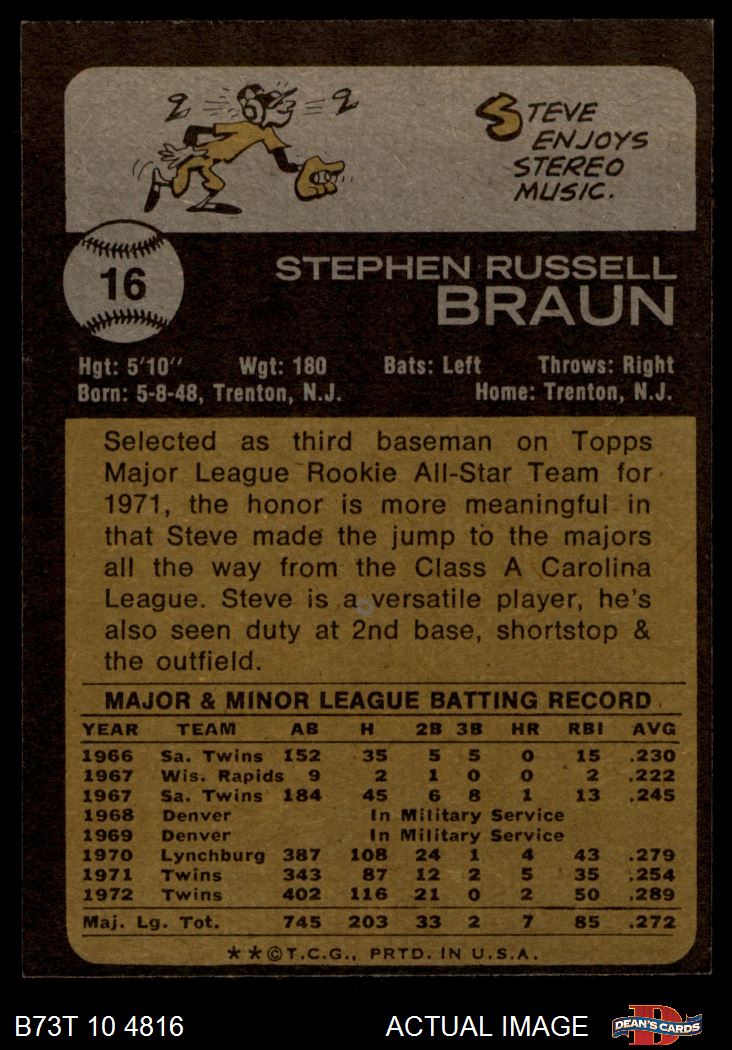 STEVE
ENJOYS
STEREO
MUSIC.
16
STEPHEN RUSSELL
BRAUN
Hgt: 5'10" Wgt: 180 Bats: Left Throws: Right
Born: 5-8-48, Trenton, N.J. Home: Trenton, N.J.
Selected as third baseman on Topps
Major League Rookie All-Star Team for
1971, the honor is more meaningful in
that Steve made the jump to the majors
all the way from the Class A Carolina
League. Steve is a versatile player, he's
also seen duty at 2nd base, shortstop &
the outfield.
MAJOR & MINOR LEAGUE BATTING RECORD
YEAR TEAM AB H 2B 3B HR RBI AVG
1966 Sa. Twins 152 35 5 5 0 15 .230
1967 Wis. Rapids 9 2 1 0 0 2 .222
1967 Sa. Twins 184 45 6 8 1 13 .245
1968 Denver In Military Service
1969 Denver In Military Service
1970 Lynchburg 387 108 24 1 4 43 .279
1971 Twins 343 87 12 2 5 35 .254
1972 Twins 402 116 21 0 2 50 .289
Maj. Lg. Tot. 745 203 33 2 7 85 .272
**©T.C.G., PRTD. IN U.S.A.
B73T 10 4816 ACTUAL IMAGE
D
DEAN'S CARDS